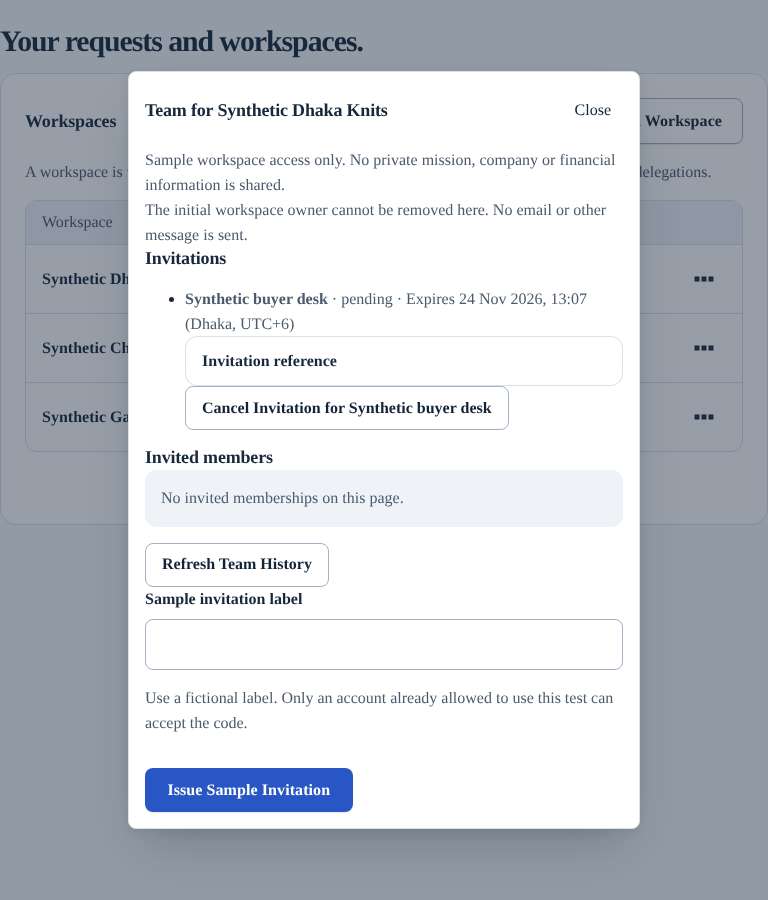 Your requests and workspaces.
Workspaces
Workspace
A workspace is
delegations.
Workspace
Synthetic Dh
Synthetic Ch
Synthetic Ga
Team for Synthetic Dhaka Knits
Close
Sample workspace access only. No private mission, company or financial
information is shared.
The initial workspace owner cannot be removed here. No email or other
message is sent.
Invitations
Synthetic buyer desk · pending · Expires 24 Nov 2026, 13:07
(Dhaka, UTC+6)
Invitation reference
Cancel Invitation for Synthetic buyer desk
Invited members
No invited memberships on this page.
Refresh Team History
Sample invitation label
Use a fictional label. Only an account already allowed to use this test can
accept the code.
Issue Sample Invitation